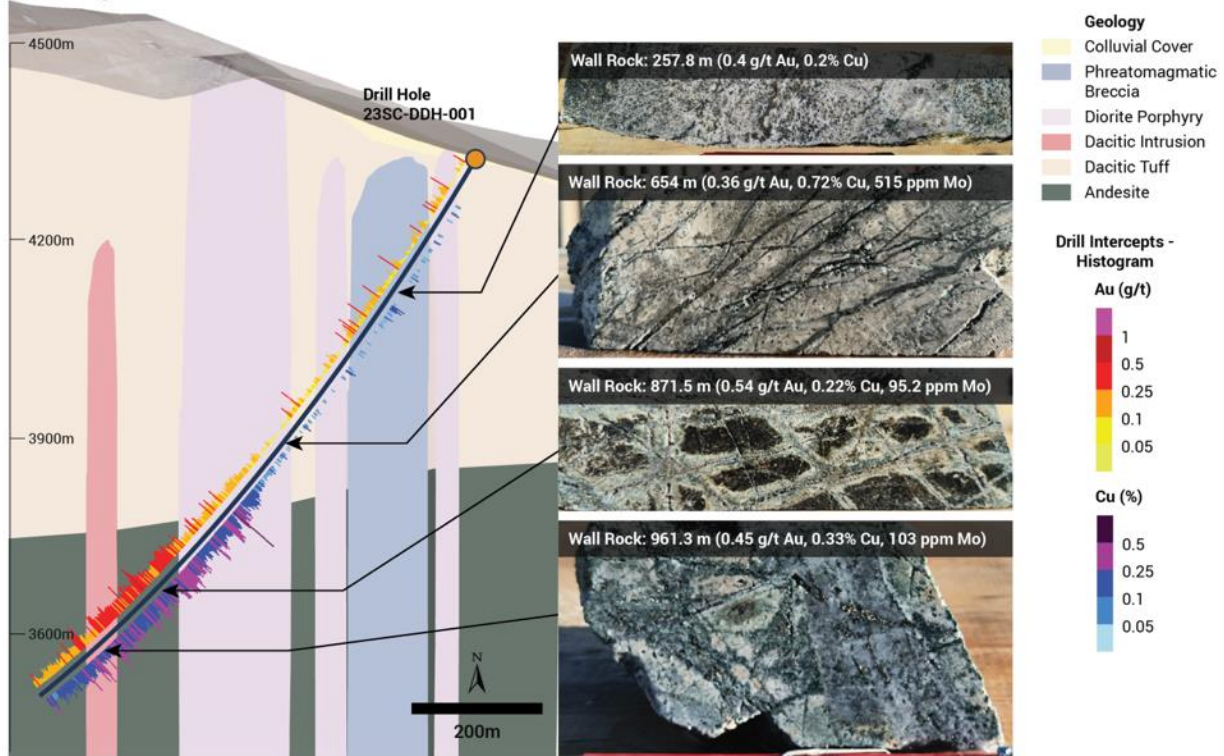 4500m
4200m
3900m
3600m
Drill Hole
23SC-DDH-001
N
200m
Wall Rock: 257.8 m (0.4 g/t Au, 0.2% Cu)
Wall Rock: 654 m (0.36 g/t Au, 0.72% Cu, 515 ppm Mo)
Wall Rock: 871.5 m (0.54 g/t Au, 0.22% Cu, 95.2 ppm Mo)
Wall Rock: 961.3 m (0.45 g/t Au, 0.33% Cu, 103 ppm Mo)
Geology
Colluvial Cover
Phreatomagmatic
Breccia
Diorite Porphyry
Dacitic Intrusion
Dacitic Tuff
Andesite
Drill Intercepts -
Histogram
Au (g/t)
1
0.5
0.25
0.1
0.05
Cu (%)
0.5
0.25
0.1
0.05